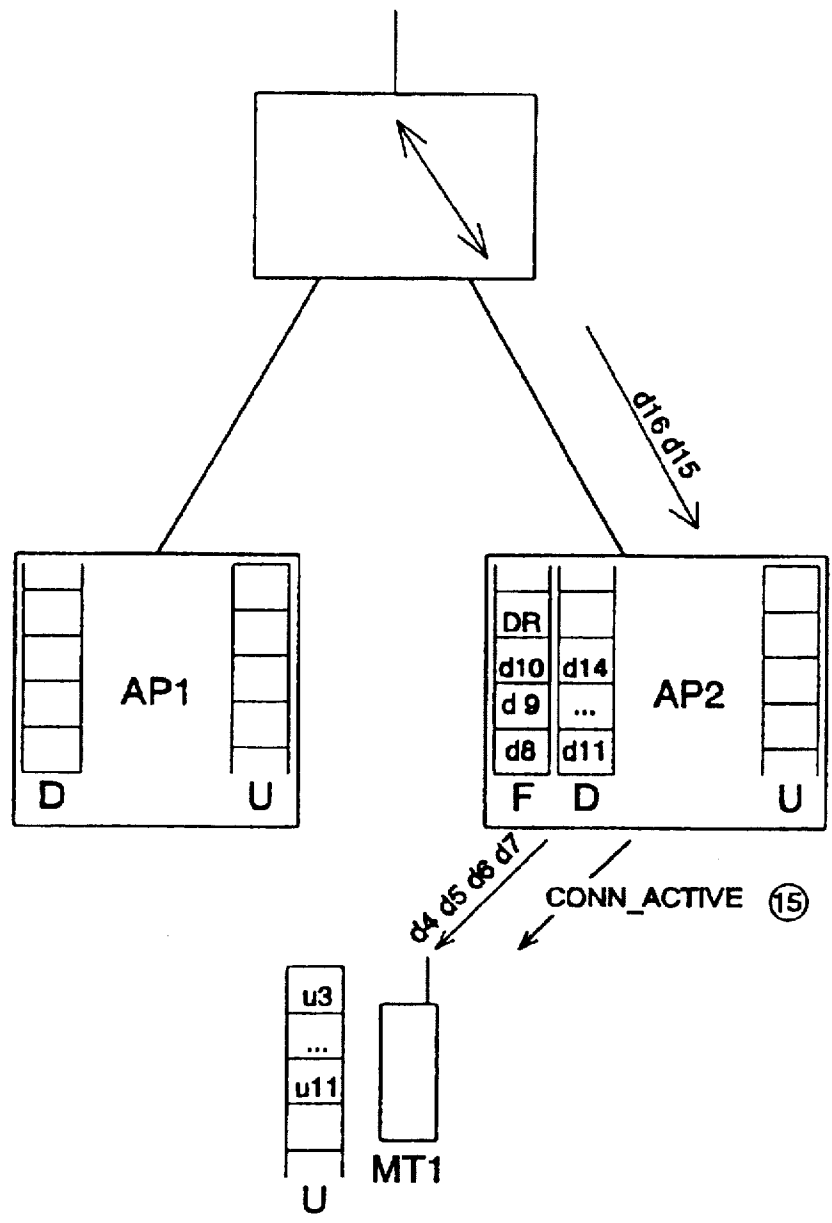 d16 d15
DR
d10 d14
AP1
AP2
d 9 ...
d8 d11
D
U
F
D
U
d4 d5 d6 d7
CONN_ACTIVE 15
u3
...
u11
MT1
U